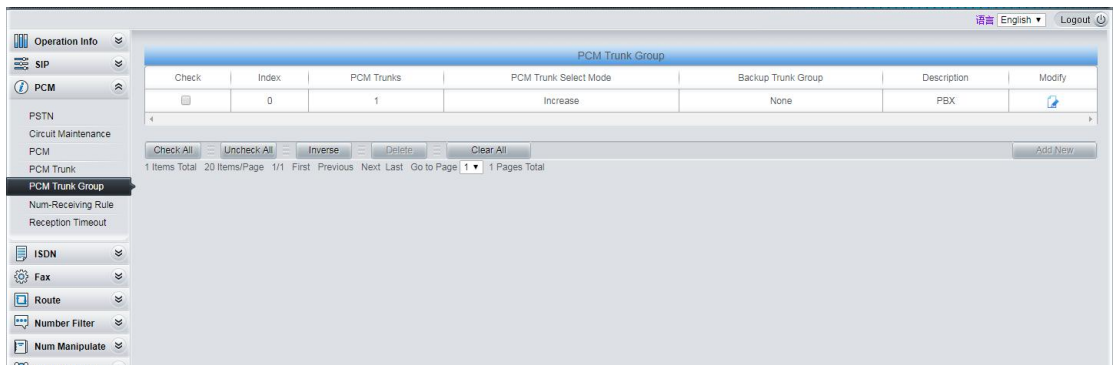 语言 English Logout
Operation Info
SIP
PCM
PSTN
Circuit Maintenance
PCM
PCM Trunk
PCM Trunk Group
Num-Receiving Rule
Reception Timeout
ISDN
Fax
Route
Number Filter
Num Manipulate
PCM Trunk Group
Check Index PCM Trunks PCM Trunk Select Mode Backup Trunk Group Description Modify
0 1 Increase None PBX
Check All Uncheck All Inverse Delete Clear All Add New
1 Items Total 20 Items/Page 1/1 First Previous Next Last Go to Page 1 1 Pages Total